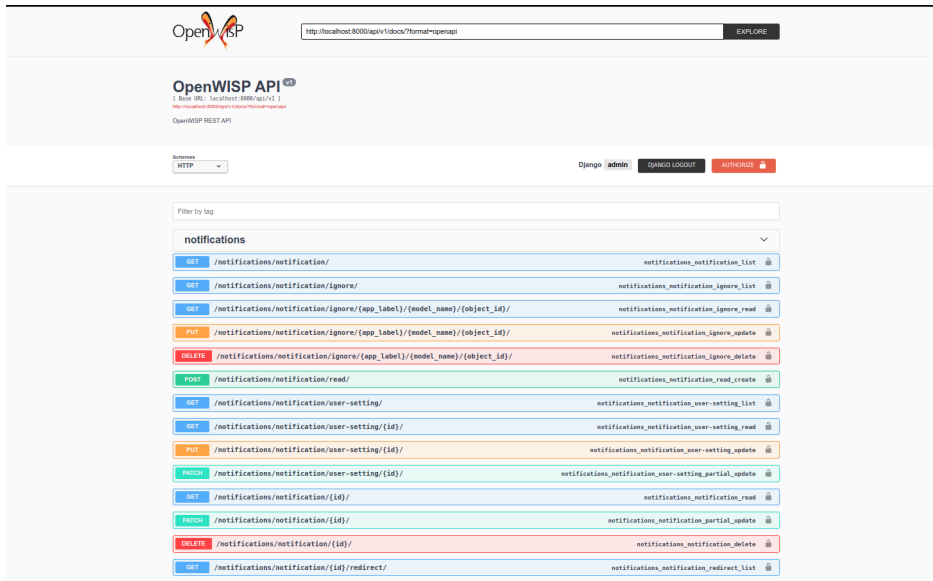 OpenWISP
http://localhost:8000/api/v1/docs/?format=openapi EXPLORE
OpenWISP API v1
[ Base URL: localhost:8000/api/v1 ]
http://localhost:8000/api/v1/docs/?format=openapi
OpenWISP REST API
Schemes
HTTP
Django admin DJANGO LOGOUT AUTHORIZE
Filter by tag
notifications
GET /notifications/notification/ notifications_notification_list
GET /notifications/notification/ignore/ notifications_notification_ignore_list
GET /notifications/notification/ignore/{app_label}/{model_name}/{object_id}/ notifications_notification_ignore_read
PUT /notifications/notification/ignore/{app_label}/{model_name}/{object_id}/ notifications_notification_ignore_update
DELETE /notifications/notification/ignore/{app_label}/{model_name}/{object_id}/ notifications_notification_ignore_delete
POST /notifications/notification/read/ notifications_notification_read_create
GET /notifications/notification/user-setting/ notifications_notification_user-setting_list
GET /notifications/notification/user-setting/{id}/ notifications_notification_user-setting_read
PUT /notifications/notification/user-setting/{id}/ notifications_notification_user-setting_update
PATCH /notifications/notification/user-setting/{id}/ notifications_notification_user-setting_partial_update
GET /notifications/notification/{id}/ notifications_notification_read
PATCH /notifications/notification/{id}/ notifications_notification_partial_update
DELETE /notifications/notification/{id}/ notifications_notification_delete
GET /notifications/notification/{id}/redirect/ notifications_notification_redirect_list